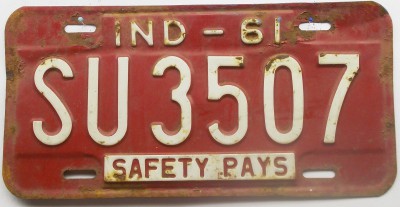 IND - 61
SU3507
SAFETY PAYS